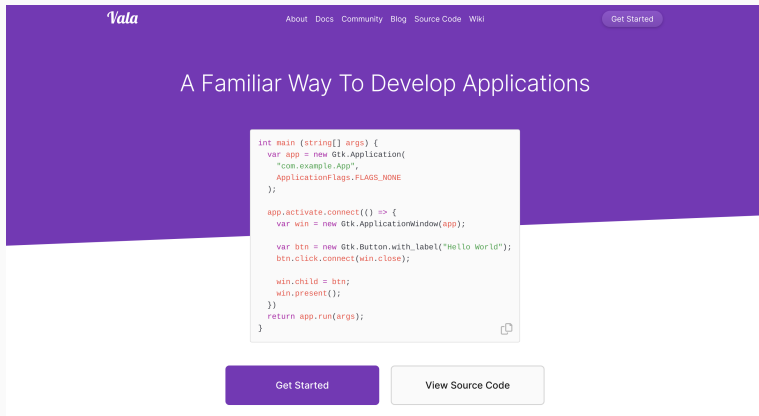 Vala
About Docs Community Blog Source Code Wiki
Get Started
A Familiar Way To Develop Applications
int main (string[] args) {
  var app = new Gtk.Application(
    "com.example.App",
    ApplicationFlags.FLAGS_NONE
  );

  app.activate.connect(() => {
    var win = new Gtk.ApplicationWindow(app);

    var btn = new Gtk.Button.with_label("Hello World");
    btn.click.connect(win.close);

    win.child = btn;
    win.present();
  })
  return app.run(args);
}
Get Started
View Source Code